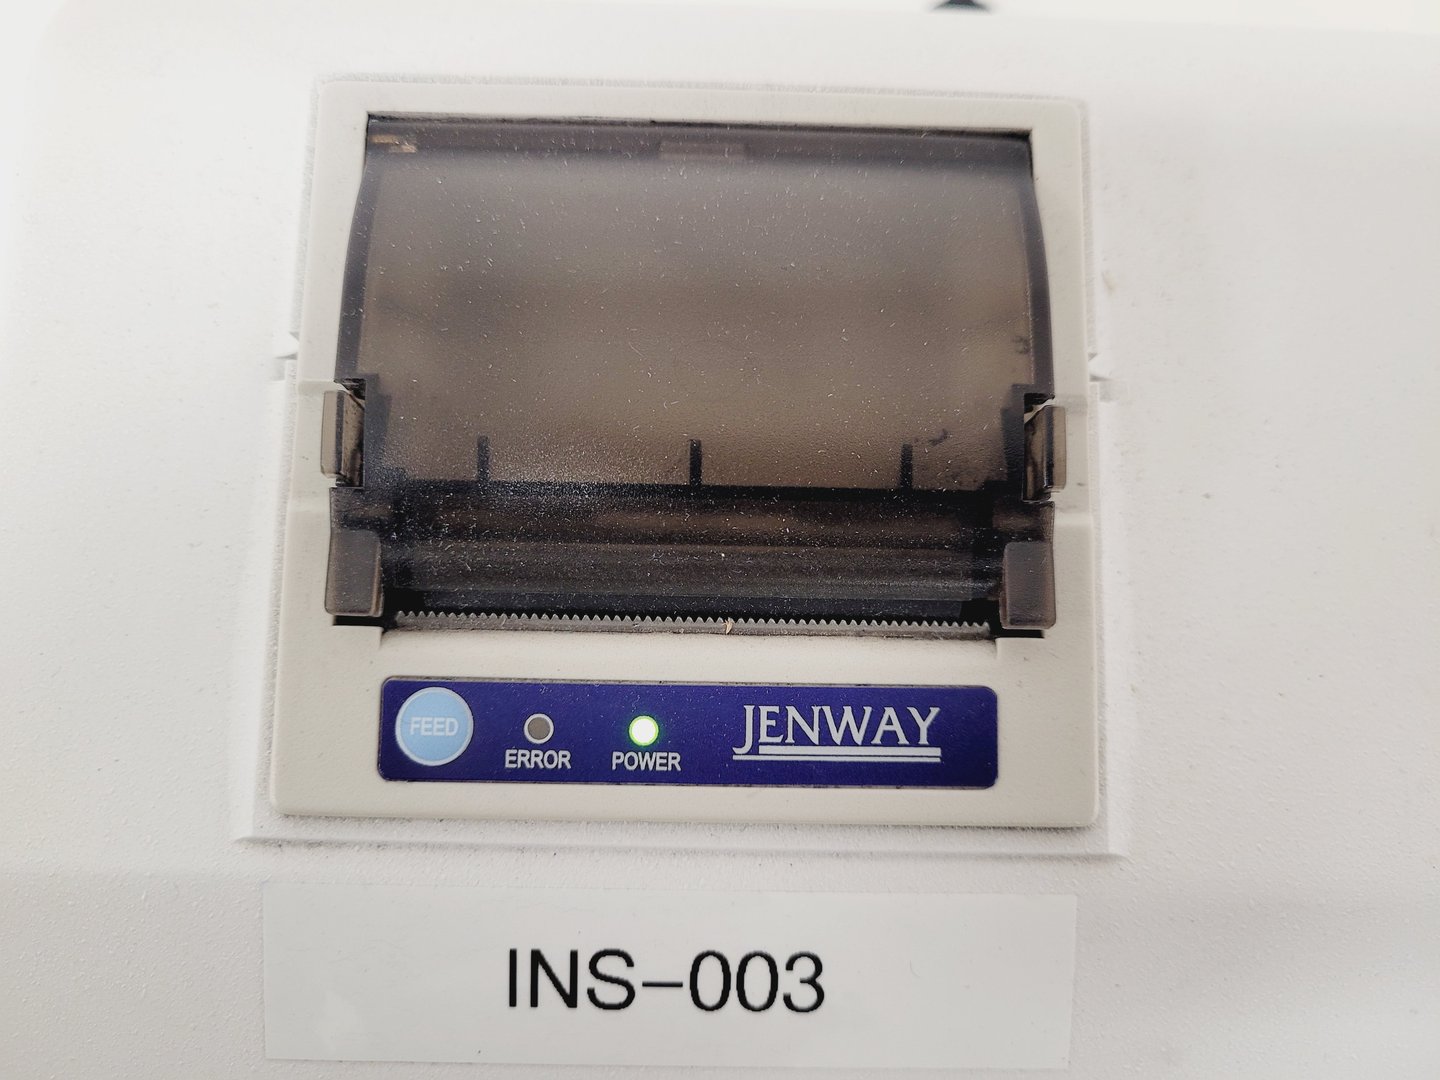 FEED
ERROR
POWER
JENWAY
INS-003